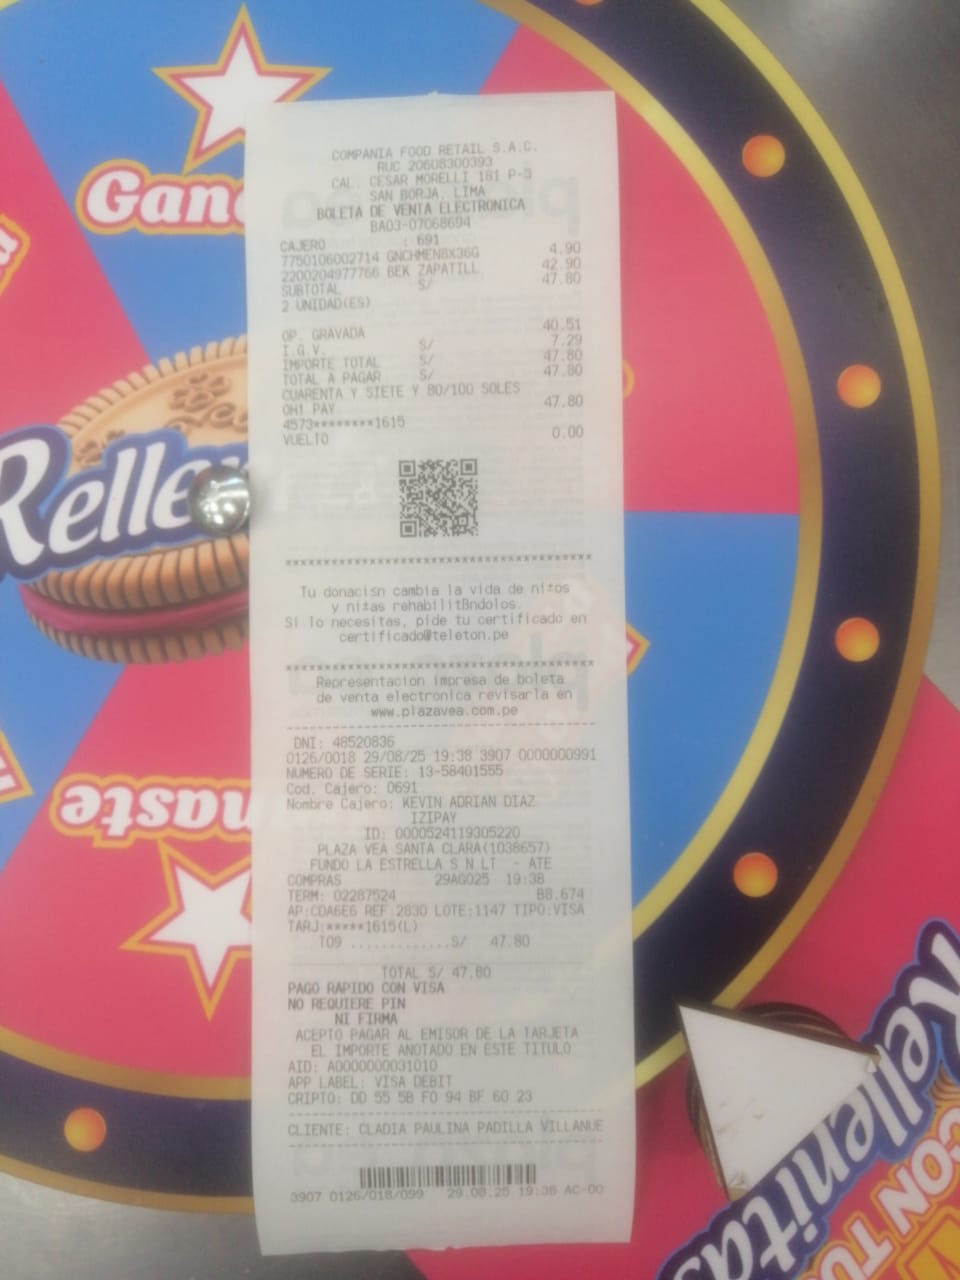 COMPANIA FOOD RETAIL S.A.C.
RUC 20608300393
CAL. CESAR MORELLI 181 P-3
SAN BORJA, LIMA
BOLETA DE VENTA ELECTRONICA
BA03-07068694
CAJERO : 691
7750106002714 GNCHMENBX36G 4.90
2200204977766 BEK ZAPATILL 42.90
SUBTOTAL S/ 47.80
2 UNIDAD(ES)
OP. GRAVADA 40.51
I.G.V. S/ 7.29
IMPORTE TOTAL S/ 47.80
TOTAL A PAGAR S/ 47.80
CUARENTA Y SIETE Y 80/100 SOLES
OH! PAY 47.80
4573********1615
VUELTO 0.00
***************************************
Tu donacisn cambia la vida de ni±os
y ni±as rehabilitßndolos.
Si lo necesitas, pide tu certificado en
certificado@teleton.pe
***************************************
Representacion impresa de boleta
de venta electronica revisarla en
www.plazavea.com.pe
---------------------------------------
DNI: 48520836
0126/0018 29/08/25 19:38 3907 0000000991
NUMERO DE SERIE: 13-58401555
Cod. Cajero: 0691
Nombre Cajero: KEVIN ADRIAN DIAZ
IZIPAY
ID: 0000524119305220
PLAZA VEA SANTA CLARA(1038657)
FUNDO LA ESTRELLA S N LT - ATE
COMPRAS 29AGO25 19:38
TERM: 02287524 B8.674
AP:CDA6E6 REF:2830 LOTE:1147 TIPO:VISA
TARJ:*****1615(L)
T09 .............S/ 47.80
TOTAL S/ 47.80
PAGO RAPIDO CON VISA
NO REQUIERE PIN
NI FIRMA
ACEPTO PAGAR AL EMISOR DE LA TARJETA
EL IMPORTE ANOTADO EN ESTE TITULO
AID: A0000000031010
APP LABEL: VISA DEBIT
CRIPTO: DD 55 5B F0 94 BF 60 23
---------------------------------------
CLIENTE: CLADIA PAULINA PADILLA VILLANUE
---------------------------------------
3907 0126/018/099 29.08.25 19:38 AC-00
Rellenitas
CON TU